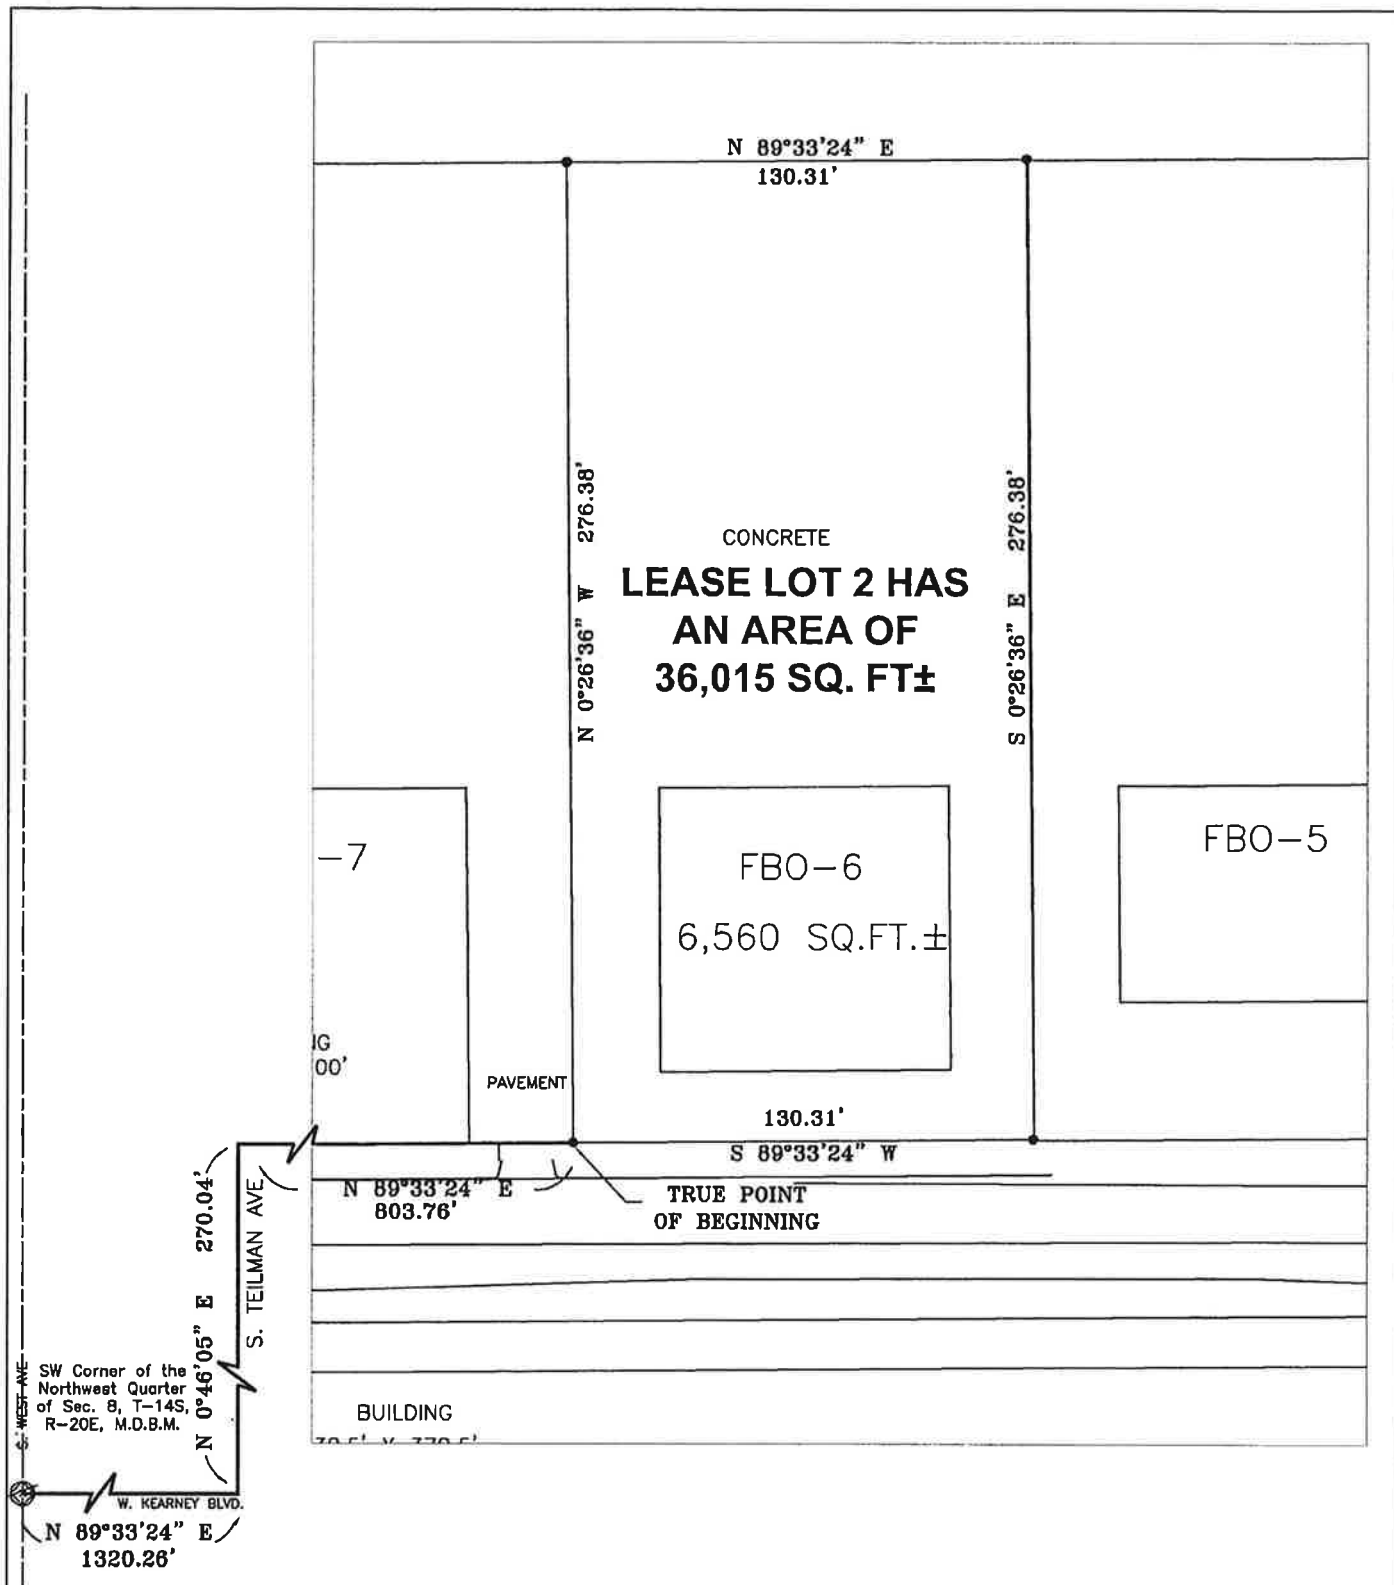 N 89°33'24" E
130.31'
N 0°26'36" W 276.38'
S 0°26'36" E 276.38'
CONCRETE
LEASE LOT 2 HAS
AN AREA OF
36,015 SQ. FT±
-7
FBO-6
6,560 SQ.FT.±
FBO-5
00'
PAVEMENT
130.31'
S 89°33'24" W
N 89°33'24" E
803.76'
TRUE POINT
OF BEGINNING
N 0°46'05" E 270.04'
S. TEILMAN AVE.
S. WEST AVE
SW Corner of the
Northwest Quarter
of Sec. 8, T-14S,
R-20E, M.D.B.M.
BUILDING
W. KEARNEY BLVD.
N 89°33'24" E
1320.26'